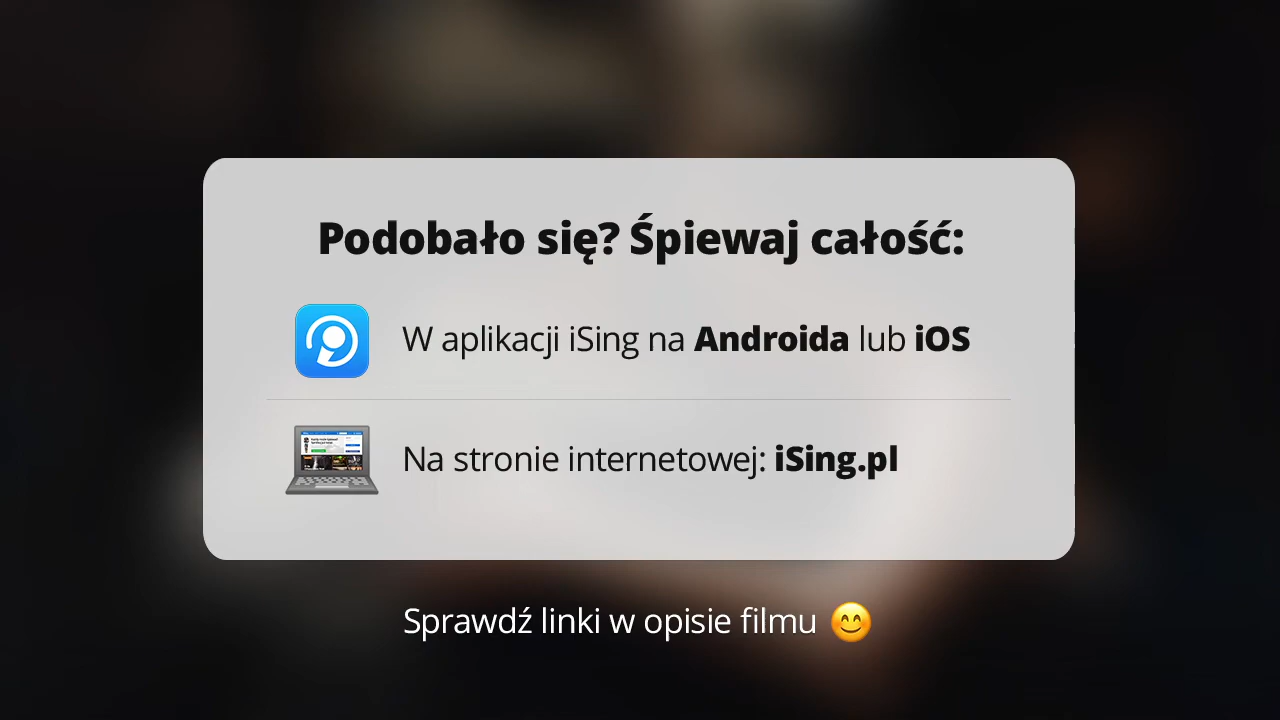 Podobało się? Śpiewaj całość:
W aplikacji iSing na Androida lub iOS
Na stronie internetowej: iSing.pl
Sprawdź linki w opisie filmu 😊